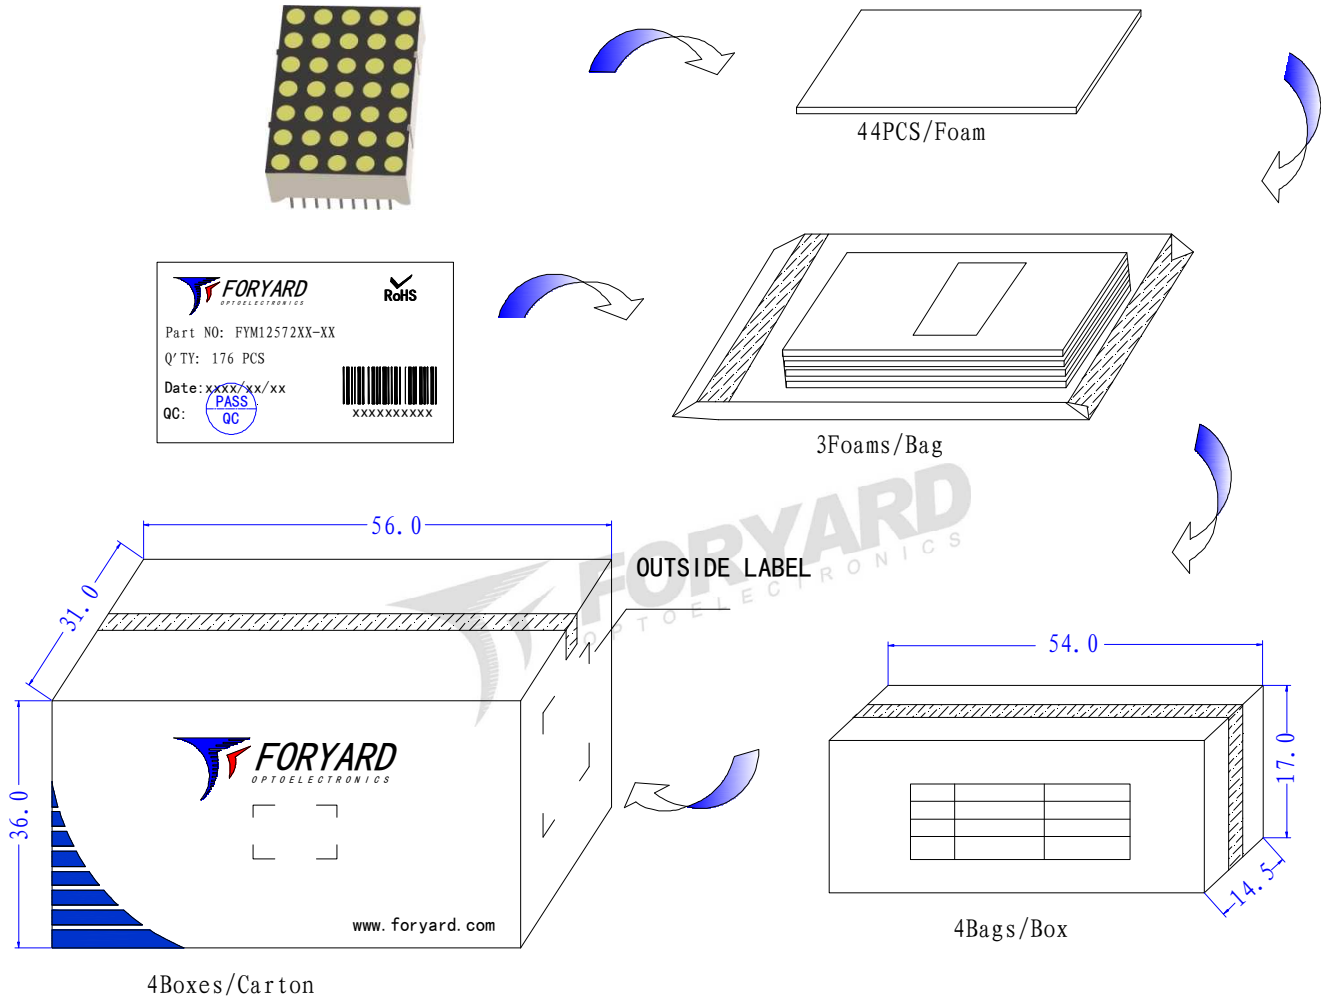 44PCS/Foam
FORYARD
OPTOELECTRONICS
RoHS
Part NO: FYM12572XX-XX
Q'TY: 176 PCS
Date:xxxx/xx/xx
QC:
PASS
QC
xxxxxxxxxx
3Foams/Bag
FORYARD
OPTOELECTRONICS
56.0
31.0
36.0
OUTSIDE LABEL
FORYARD
OPTOELECTRONICS
www.foryard.com
4Boxes/Carton
54.0
17.0
14.5
4Bags/Box